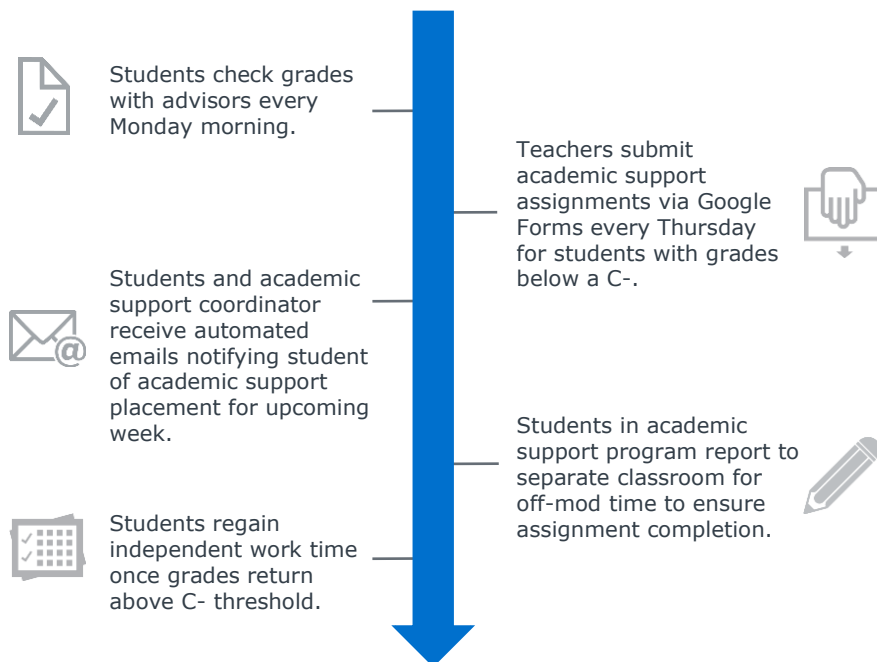 Students check grades
with advisors every
Monday morning.
Teachers submit
academic support
assignments via Google
Forms every Thursday
for students with grades
below a C-.
Students and academic
support coordinator
receive automated
emails notifying student
of academic support
placement for upcoming
week.
Students in academic
support program report to
separate classroom for
off-mod time to ensure
assignment completion.
Students regain
independent work time
once grades return
above C- threshold.